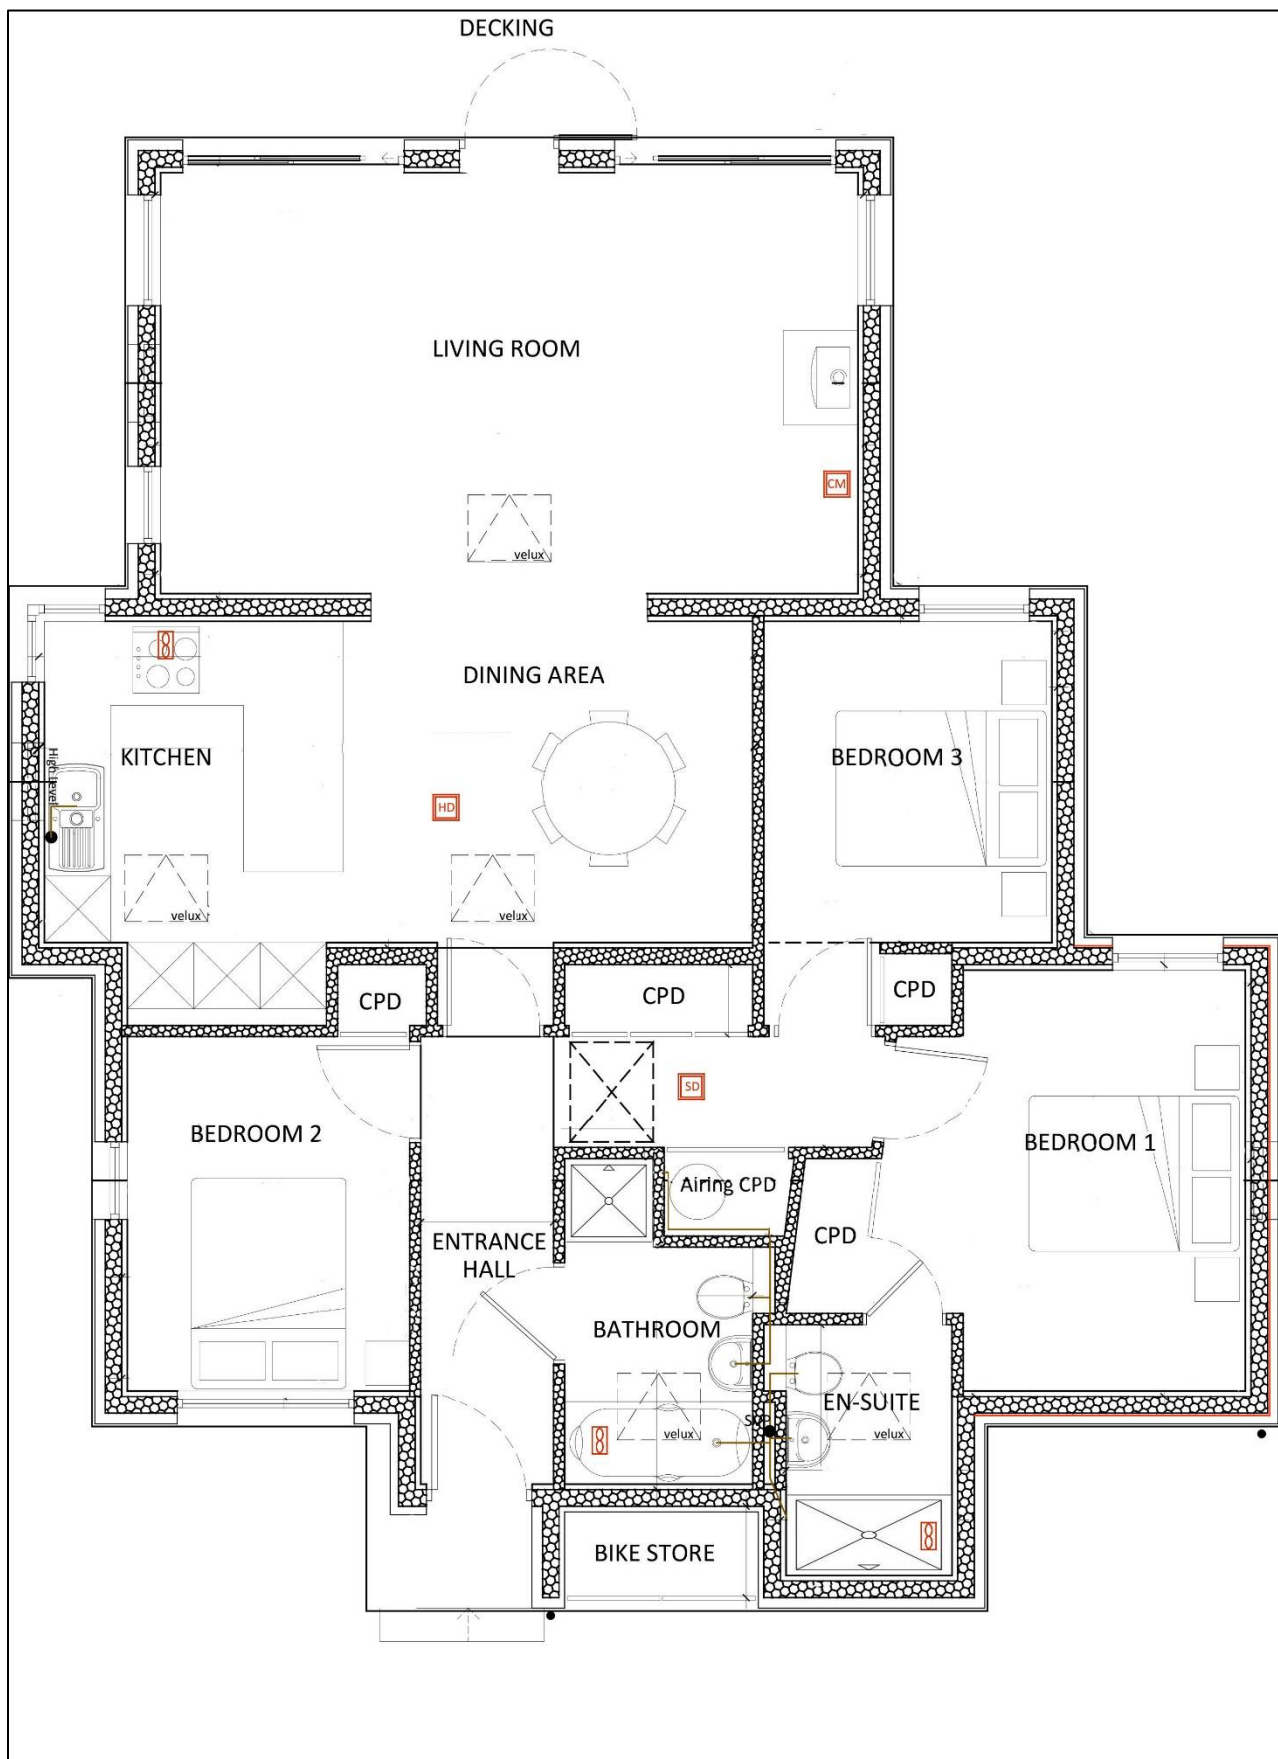 DECKING
LIVING ROOM
CM
velux
DINING AREA
KITCHEN
BEDROOM 3
High level
HD
velux
velux
CPD
CPD
CPD
SD
BEDROOM 2
BEDROOM 1
Airing CPD
ENTRANCE
HALL
CPD
BATHROOM
EN-SUITE
SVP
velux
velux
BIKE STORE